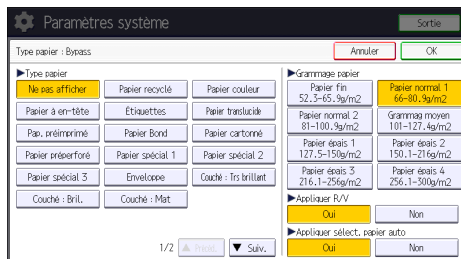 Paramètres système
Sortie
Type papier : Bypass
Annuler
OK
Type papier
Ne pas afficher
Papier recyclé
Papier couleur
Papier à en-tête
Étiquettes
Papier translucide
Pap. préimprimé
Papier Bond
Papier cartonné
Papier préperforé
Papier spécial 1
Papier spécial 2
Papier spécial 3
Enveloppe
Couché : Trs brillant
Couché : Bril.
Couché : Mat
1/2
Précéd.
Suiv.
Grammage papier
Papier fin
52.3-65.9g/m2
Papier normal 1
66-80.9g/m2
Papier normal 2
81-100.9g/m2
Grammag moyen
101-127.4g/m2
Papier épais 1
127.5-150g/m2
Papier épais 2
150.1-216g/m2
Papier épais 3
216.1-256g/m2
Papier épais 4
256.1-300g/m2
Appliquer R/V
Oui
Non
Appliquer sélect. papier auto
Oui
Non